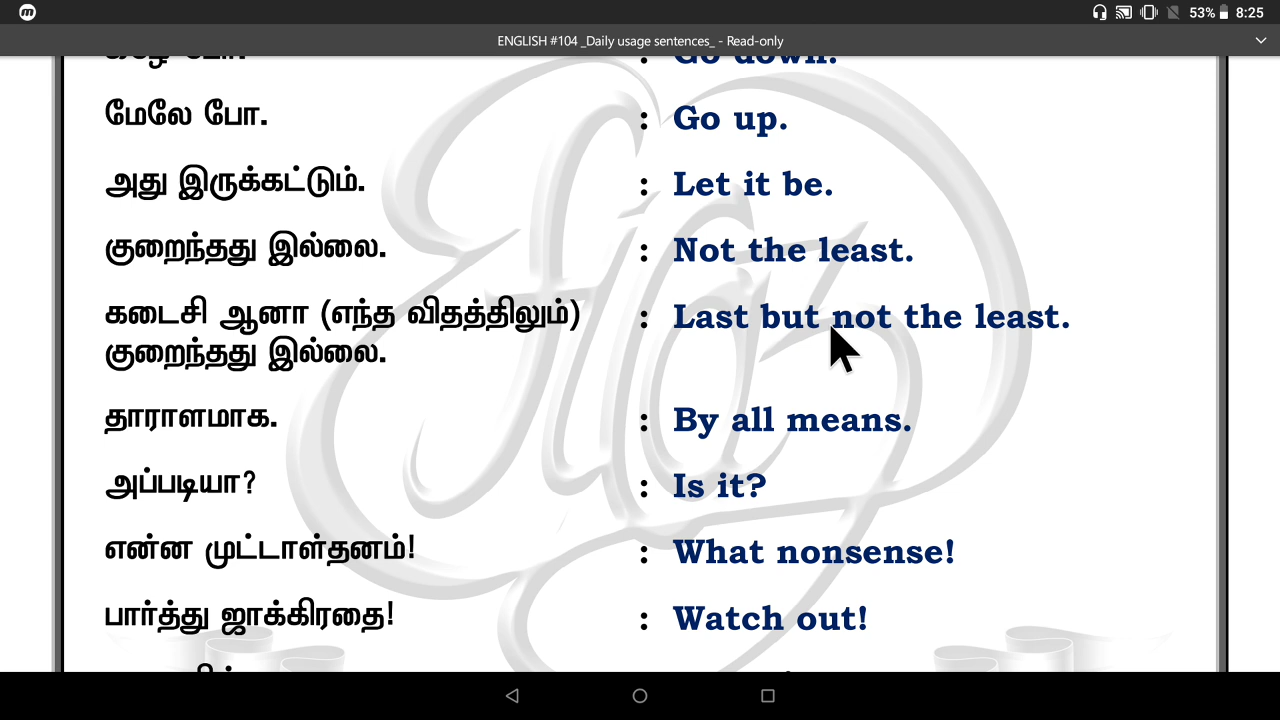 53% 8:25
ENGLISH #104 _Daily usage sentences_ - Read-only
: Go down.
மேலே போ. : Go up.
அது இருக்கட்டும். : Let it be.
குறைந்தது இல்லை. : Not the least.
கடைசி ஆனா (எந்த விதத்திலும்) : Last but not the least.
குறைந்தது இல்லை.
தாராளமாக. : By all means.
அப்படியா? : Is it?
என்ன முட்டாள்தனம்! : What nonsense!
பார்த்து ஜாக்கிரதை! : Watch out!